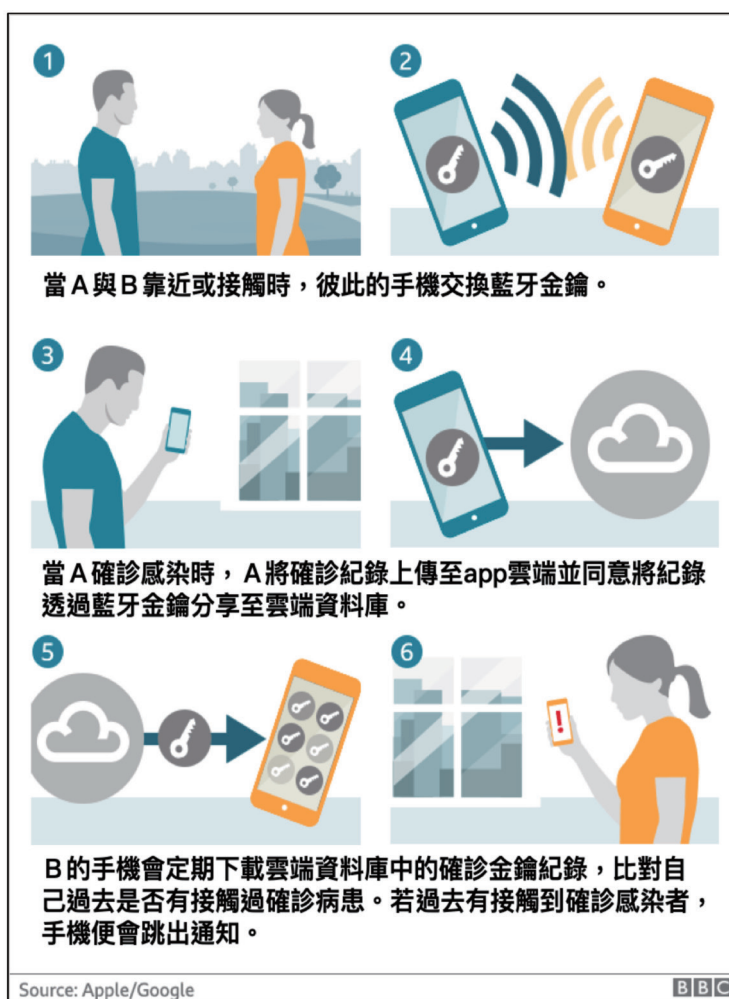 1
2
當A與B靠近或接觸時，彼此的手機交換藍牙金鑰。
3
4
當A確診感染時，A將確診紀錄上傳至app雲端並同意將紀錄
透過藍牙金鑰分享至雲端資料庫。
5
6
B的手機會定期下載雲端資料庫中的確診金鑰紀錄，比對自
己過去是否有接觸過確診病患。若過去有接觸到確診感染者，
手機便會跳出通知。
Source: Apple/Google
BBC